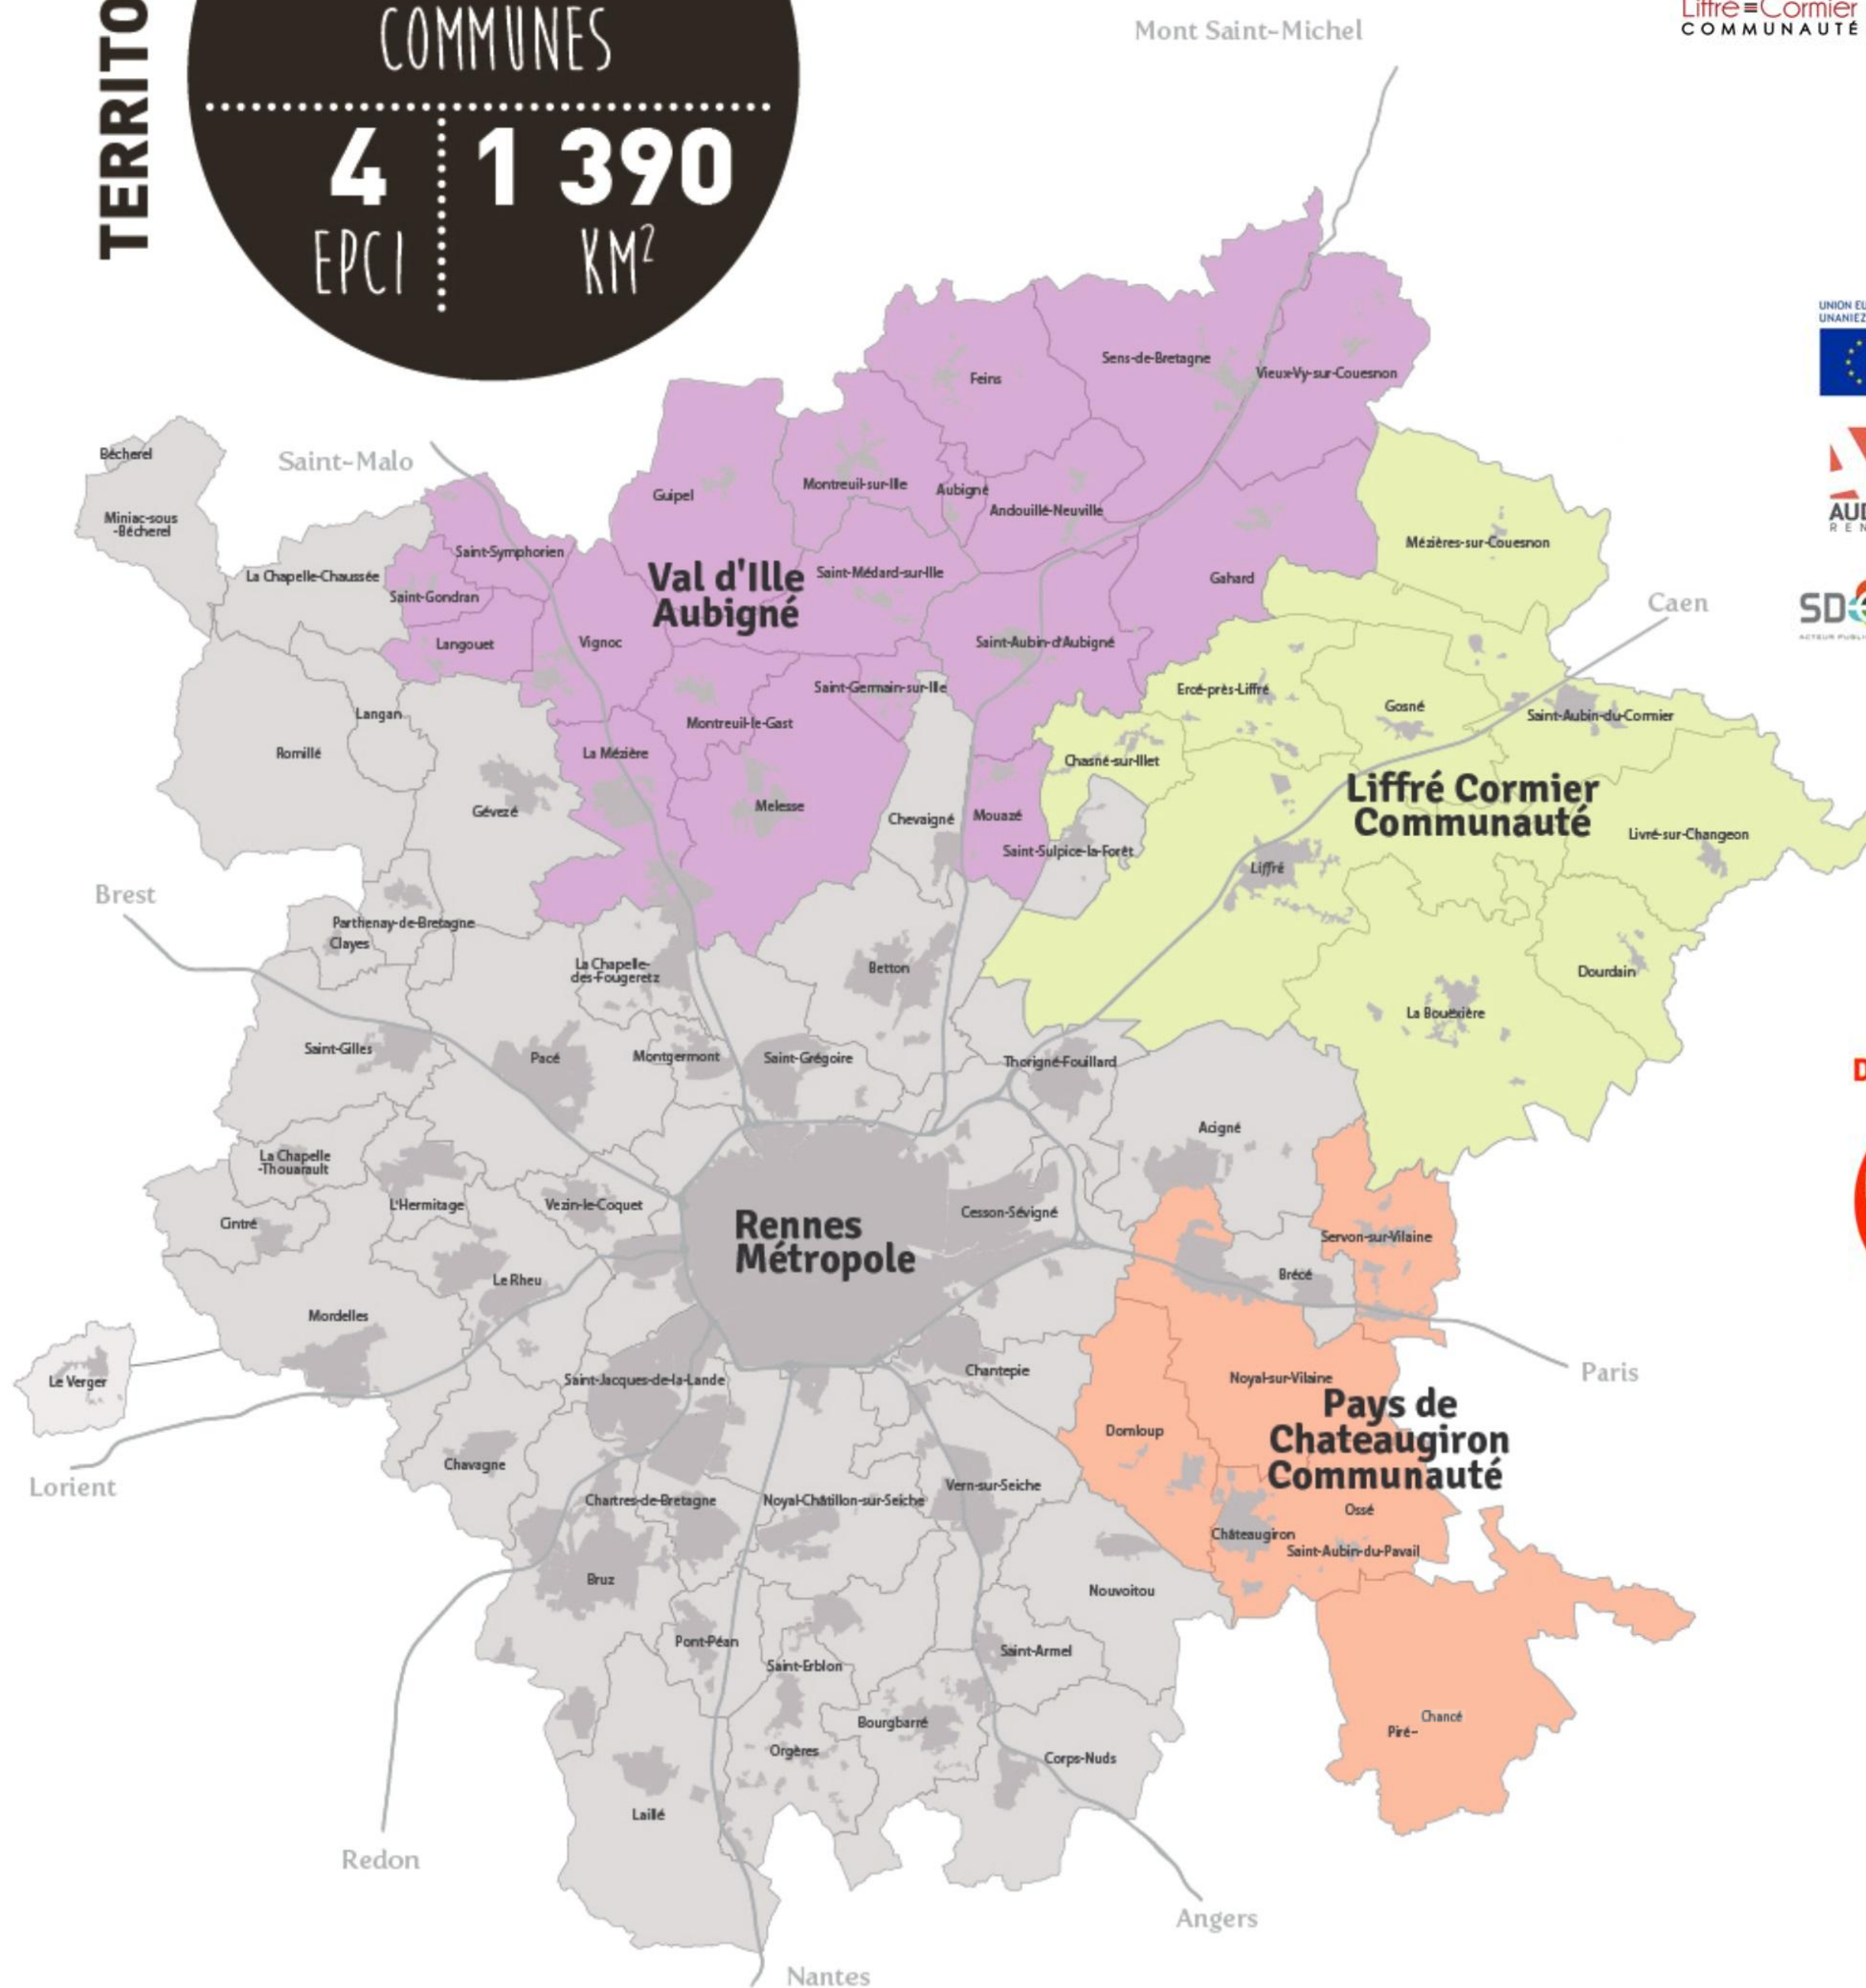 TERRITO
COMMUNES
4
EPCI
1 390
KM²
Mont Saint-Michel
Liffré Cormier
COMMUNAUTÉ
UNION EU
UNANIEZ
AUD
REN
SD
Saint-Malo
Caen
Brest
Lorient
Redon
Nantes
Angers
Paris
Val d'Ille
Aubigné
Feins
Sens-de-Bretagne
Vieux-Vy-sur-Couesnon
Guipel
Montreuil-sur-Ille
Aubigné
Andouillé-Neuville
Saint-Symphorien
Saint-Gondran
Langouet
Vignoc
Saint-Médard-sur-Ille
Gahard
Saint-Aubin-d'Aubigné
Saint-Germain-sur-Ille
Montreuil-le-Gast
La Mézière
Melesse
Mouazé
Liffré Cormier
Communauté
Mézières-sur-Couesnon
Ercé-près-Liffré
Gosné
Saint-Aubin-du-Cormier
Chasné-sur-Illet
Livré-sur-Changeon
Liffré
Dourdain
La Bouëxière
Rennes
Métropole
Bécherel
Miniac-sous
-Bécherel
La Chapelle-Chaussée
Langan
Romillé
Gévezé
Chevaigné
Saint-Sulpice-la-Forêt
Parthenay-de-Bretagne
Clayes
La Chapelle-
des-Fougeretz
Betton
Saint-Gilles
Pacé
Montgermont
Saint-Grégoire
Thorigné-Fouillard
Acigné
La Chapelle
-Thouarault
L'Hermitage
Vezin-le-Coquet
Cesson-Sévigné
Cintré
Le Rheu
Brécé
Mordelles
Le Verger
Saint-Jacques-de-la-Lande
Chantepie
Chavagne
Chartres-de-Bretagne
Noyal-Châtillon-sur-Seiche
Vern-sur-Seiche
Bruz
Nouvoitou
Pont-Péan
Saint-Erblon
Saint-Armel
Bourgbarré
Orgères
Corps-Nuds
Laillé
Pays de
Chateaugiron
Communauté
Servon-sur-Vilaine
Noyal-sur-Vilaine
Domloup
Ossé
Châteaugiron
Saint-Aubin-du-Pavail
Chancé
Piré-
D